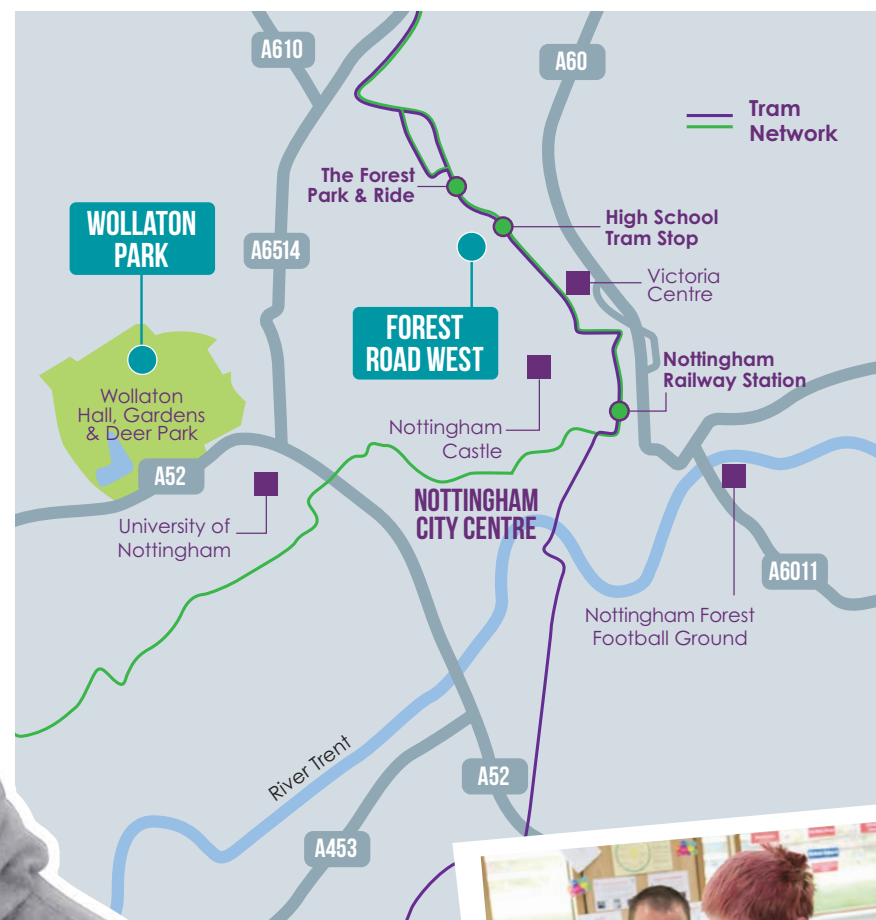 A610
A60
Tram
Network
The Forest
Park & Ride
WOLLATON
PARK
High School
Tram Stop
A6514
Victoria
Centre
FOREST
ROAD WEST
Nottingham
Railway Station
Wollaton
Hall, Gardens
& Deer Park
Nottingham
Castle
A52
NOTTINGHAM
CITY CENTRE
University of
Nottingham
A6011
Nottingham Forest
Football Ground
River Trent
A52
A453